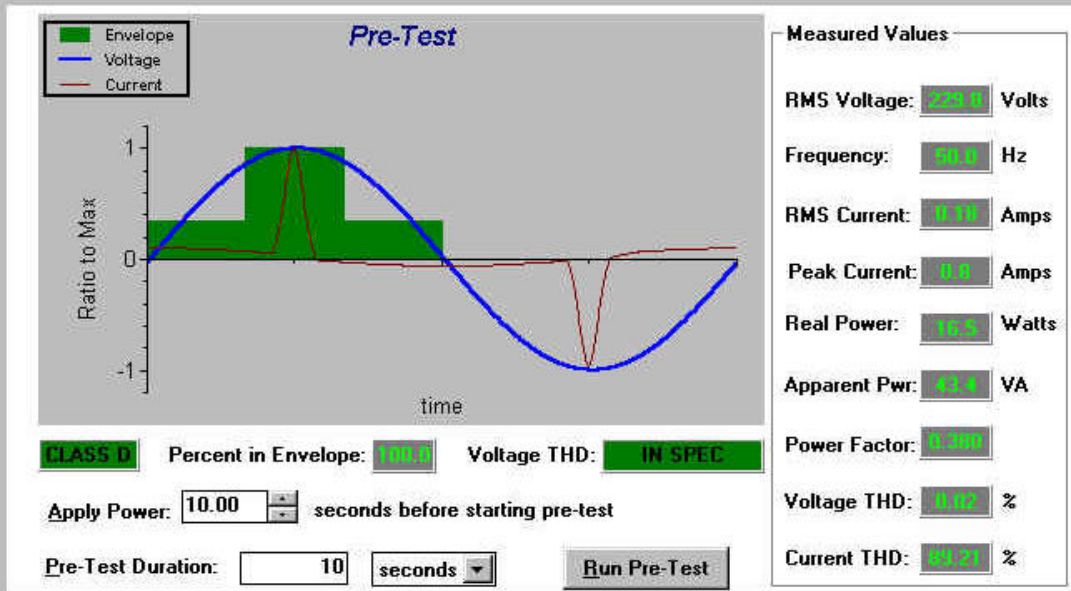 Envelope
Voltage
Current
Pre-Test
1
0
-1
Ratio to Max
time
CLASS D Percent in Envelope: 100.0 Voltage THD: IN SPEC
Apply Power: 10.00 seconds before starting pre-test
Pre-Test Duration: 10 seconds Run Pre-Test
Measured Values
RMS Voltage: 229.8 Volts
Frequency: 50.0 Hz
RMS Current: Amps
Peak Current: 0.8 Amps
Real Power: 16.5 Watts
Apparent Pwr: 43.4 VA
Power Factor: 0.380
Voltage THD: 0.02 %
Current THD: 89.21 %